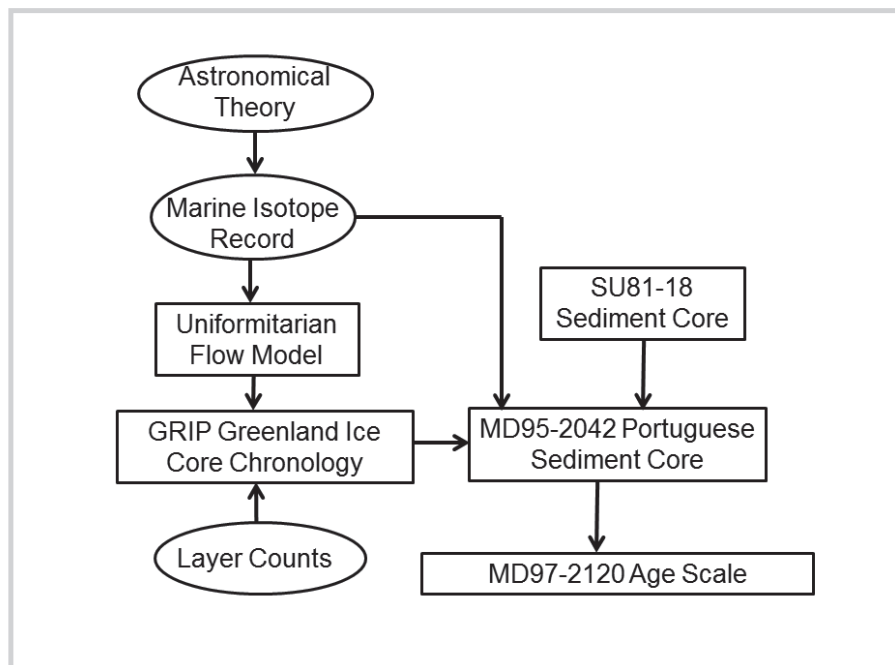 Astronomical
Theory
Marine Isotope
Record
SU81-18
Sediment Core
Uniformitarian
Flow Model
GRIP Greenland Ice
Core Chronology
MD95-2042 Portuguese
Sediment Core
Layer Counts
MD97-2120 Age Scale